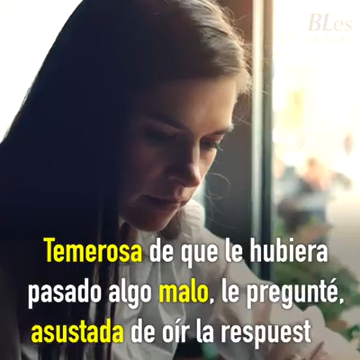 BLes
Temerosa de que le hubiera
pasado algo malo, le pregunté,
asustada de oír la respuest